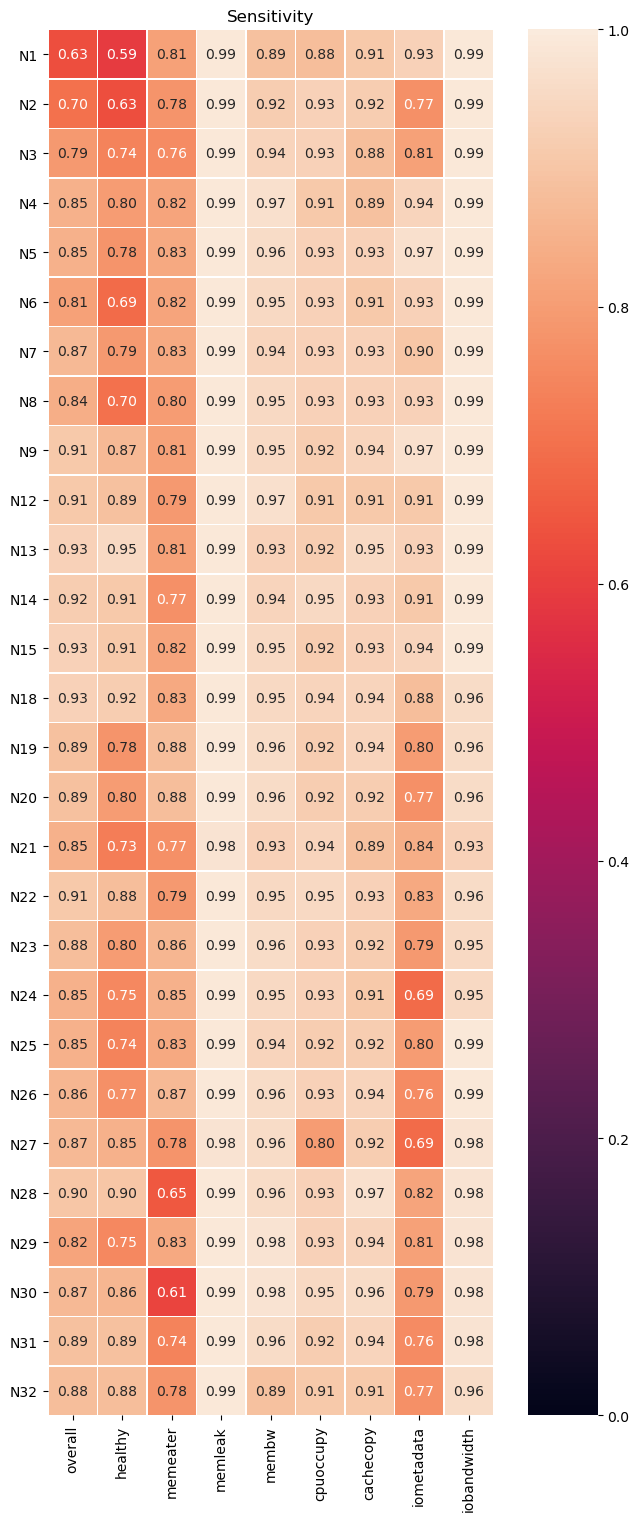 Sensitivity
N1 0.63 0.59 0.81 0.99 0.89 0.88 0.91 0.93 0.99
N2 0.70 0.63 0.78 0.99 0.92 0.93 0.92 0.77 0.99
N3 0.79 0.74 0.76 0.99 0.94 0.93 0.88 0.81 0.99
N4 0.85 0.80 0.82 0.99 0.97 0.91 0.89 0.94 0.99
N5 0.85 0.78 0.83 0.99 0.96 0.93 0.93 0.97 0.99
N6 0.81 0.69 0.82 0.99 0.95 0.93 0.91 0.93 0.99
N7 0.87 0.79 0.83 0.99 0.94 0.93 0.93 0.90 0.99
N8 0.84 0.70 0.80 0.99 0.95 0.93 0.93 0.93 0.99
N9 0.91 0.87 0.81 0.99 0.95 0.92 0.94 0.97 0.99
N12 0.91 0.89 0.79 0.99 0.97 0.91 0.91 0.91 0.99
N13 0.93 0.95 0.81 0.99 0.93 0.92 0.95 0.93 0.99
N14 0.92 0.91 0.77 0.99 0.94 0.95 0.93 0.91 0.99
N15 0.93 0.91 0.82 0.99 0.95 0.92 0.93 0.94 0.99
N18 0.93 0.92 0.83 0.99 0.95 0.94 0.94 0.88 0.96
N19 0.89 0.78 0.88 0.99 0.96 0.92 0.94 0.80 0.96
N20 0.89 0.80 0.88 0.99 0.96 0.92 0.92 0.77 0.96
N21 0.85 0.73 0.77 0.98 0.93 0.94 0.89 0.84 0.93
N22 0.91 0.88 0.79 0.99 0.95 0.95 0.93 0.83 0.96
N23 0.88 0.80 0.86 0.99 0.96 0.93 0.92 0.79 0.95
N24 0.85 0.75 0.85 0.99 0.95 0.93 0.91 0.69 0.95
N25 0.85 0.74 0.83 0.99 0.94 0.92 0.92 0.80 0.99
N26 0.86 0.77 0.87 0.99 0.96 0.93 0.94 0.76 0.99
N27 0.87 0.85 0.78 0.98 0.96 0.80 0.92 0.69 0.98
N28 0.90 0.90 0.65 0.99 0.96 0.93 0.97 0.82 0.98
N29 0.82 0.75 0.83 0.99 0.98 0.93 0.94 0.81 0.98
N30 0.87 0.86 0.61 0.99 0.98 0.95 0.96 0.79 0.98
N31 0.89 0.89 0.74 0.99 0.96 0.92 0.94 0.76 0.98
N32 0.88 0.88 0.78 0.99 0.89 0.91 0.91 0.77 0.96
overall healthy memeater memleak membw cpuoccupy cachecopy iometadata iobandwidth
1.0
0.8
0.6
0.4
0.2
0.0